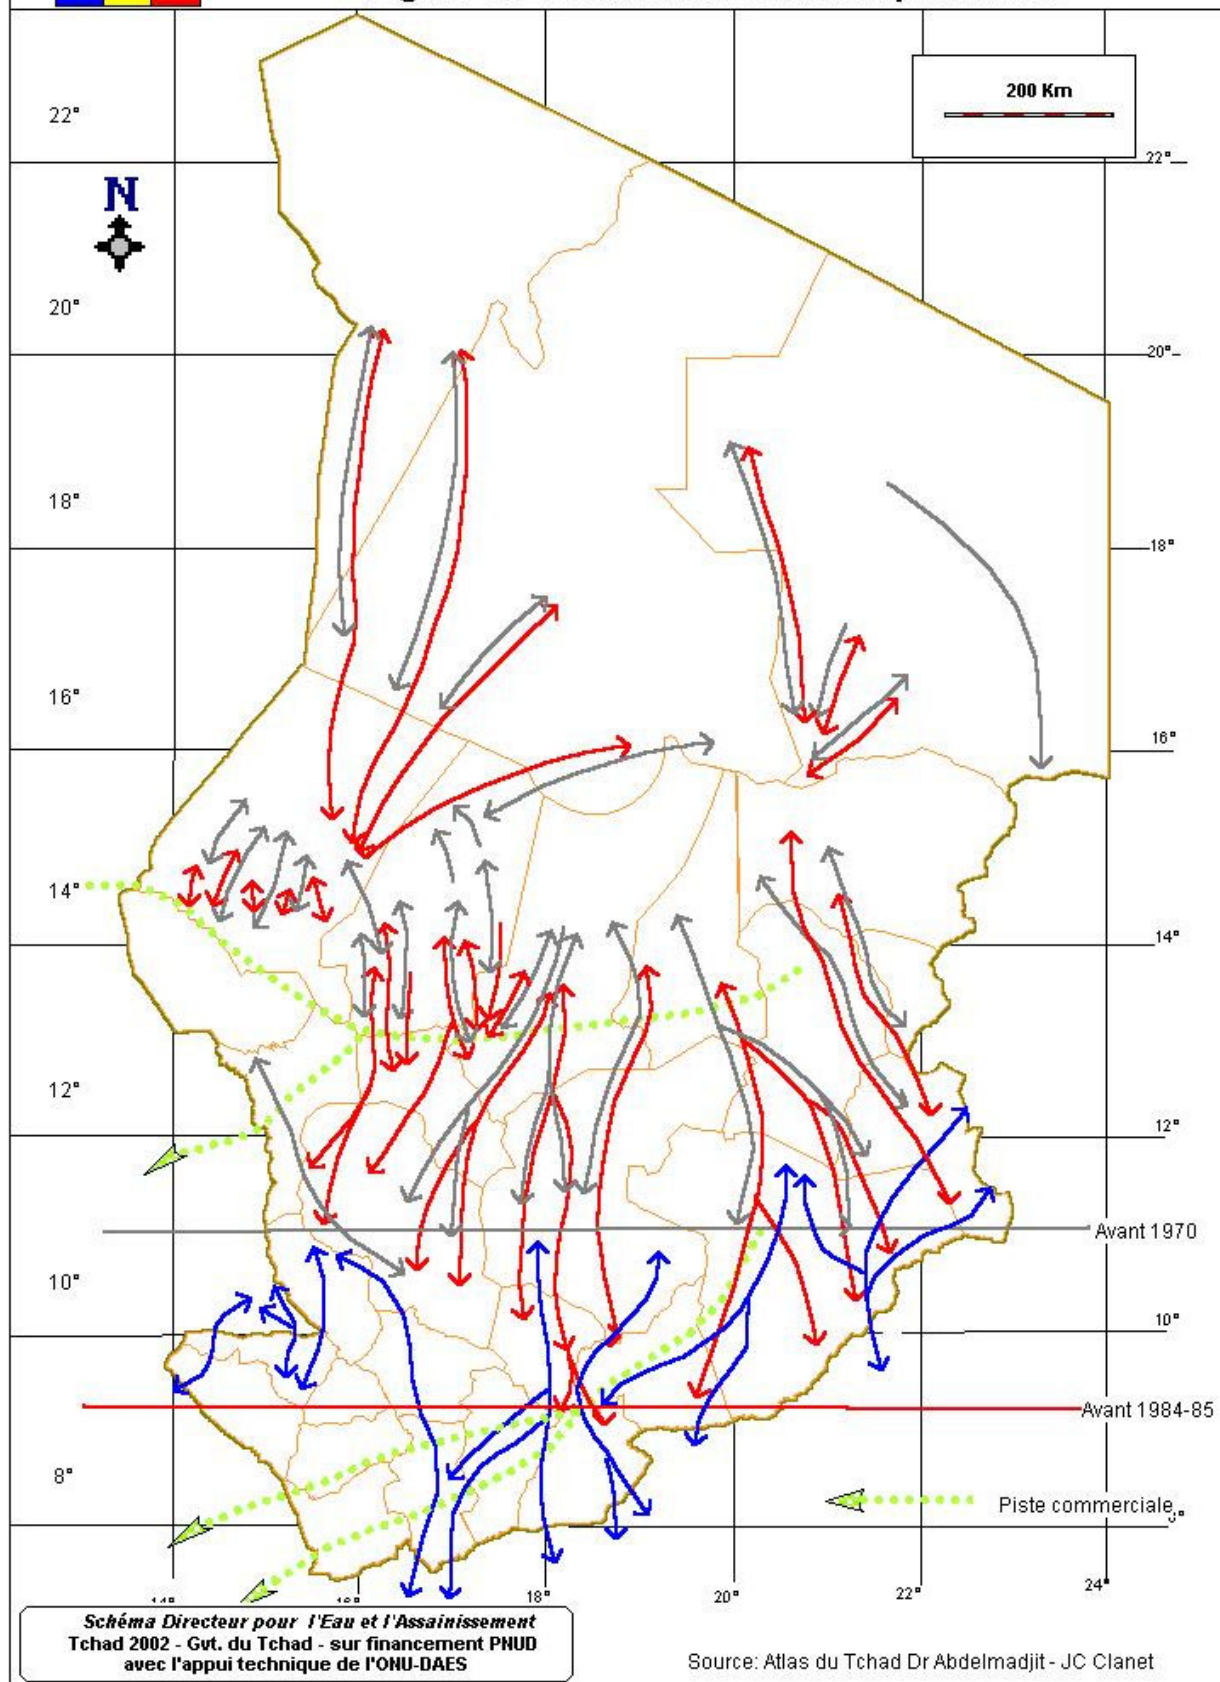 200 Km
22°
22°
N
20°
20°
18°
18°
16°
16°
14°
14°
12°
12°
Avant 1970
10°
10°
Avant 1984-85
8°
Piste commerciale
18°
20°
22°
24°
Schéma Directeur pour l'Eau et l'Assainissement
Tchad 2002 - Gvt. du Tchad - sur financement PNUD
avec l'appui technique de l'ONU-DAES
Source: Atlas du Tchad Dr Abdelmadjit - JC Clanet